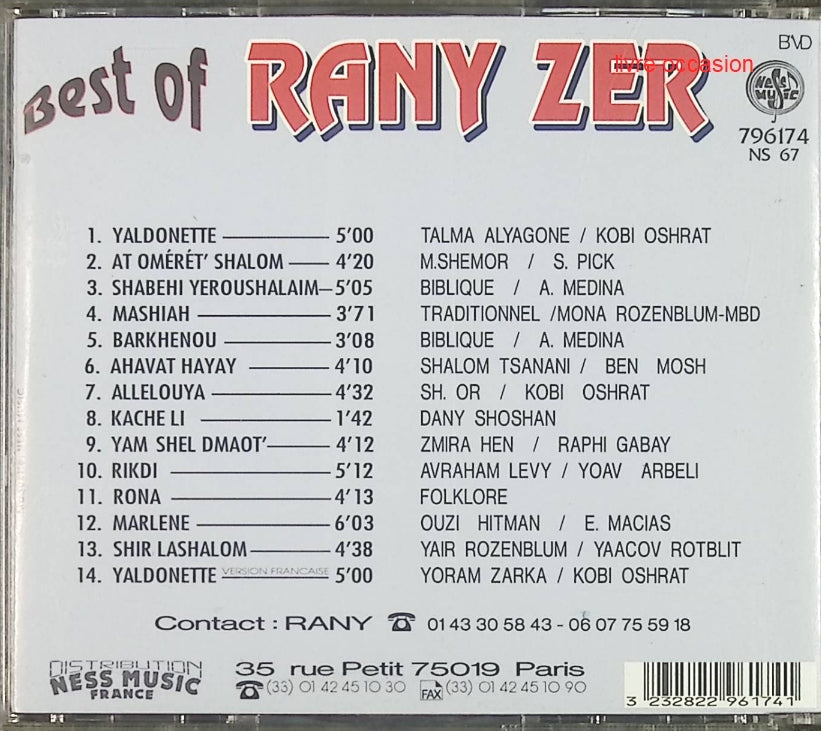 Best of RANY ZER
livre-occasion
BVD
NESS MUSIC
796174
NS 67
1. YALDONETTE 5'00 TALMA ALYAGONE / KOBI OSHRAT
2. AT OMÉRÉT' SHALOM 4'20 M.SHEMOR / S. PICK
3. SHABEHI YEROUSHALAIM 5'05 BIBLIQUE / A. MEDINA
4. MASHIAH 3'71 TRADITIONNEL /MONA ROZENBLUM-MBD
5. BARKHENOU 3'08 BIBLIQUE / A. MEDINA
6. AHAVAT HAYAY 4'10 SHALOM TSANANI / BEN MOSH
7. ALLELOUYA 4'32 SH. OR / KOBI OSHRAT
8. KACHE LI 1'42 DANY SHOSHAN
9. YAM SHEL DMAOT' 4'12 ZMIRA HEN / RAPHI GABAY
10. RIKDI 5'12 AVRAHAM LEVY / YOAV ARBELI
11. RONA 4'13 FOLKLORE
12. MARLENE 6'03 OUZI HITMAN / E. MACIAS
13. SHIR LASHALOM 4'38 YAIR ROZENBLUM / YAACOV ROTBLIT
14. YALDONETTE VERSION FRANCAISE 5'00 YORAM ZARKA / KOBI OSHRAT
Contact : RANY ☎ 01 43 30 58 43 - 06 07 75 59 18
DISTRIBUTION
NESS MUSIC
FRANCE
35 rue Petit 75019 Paris
☎ (33) 01 42 45 10 30 FAX (33) 01 42 45 10 90
3 232822 961741